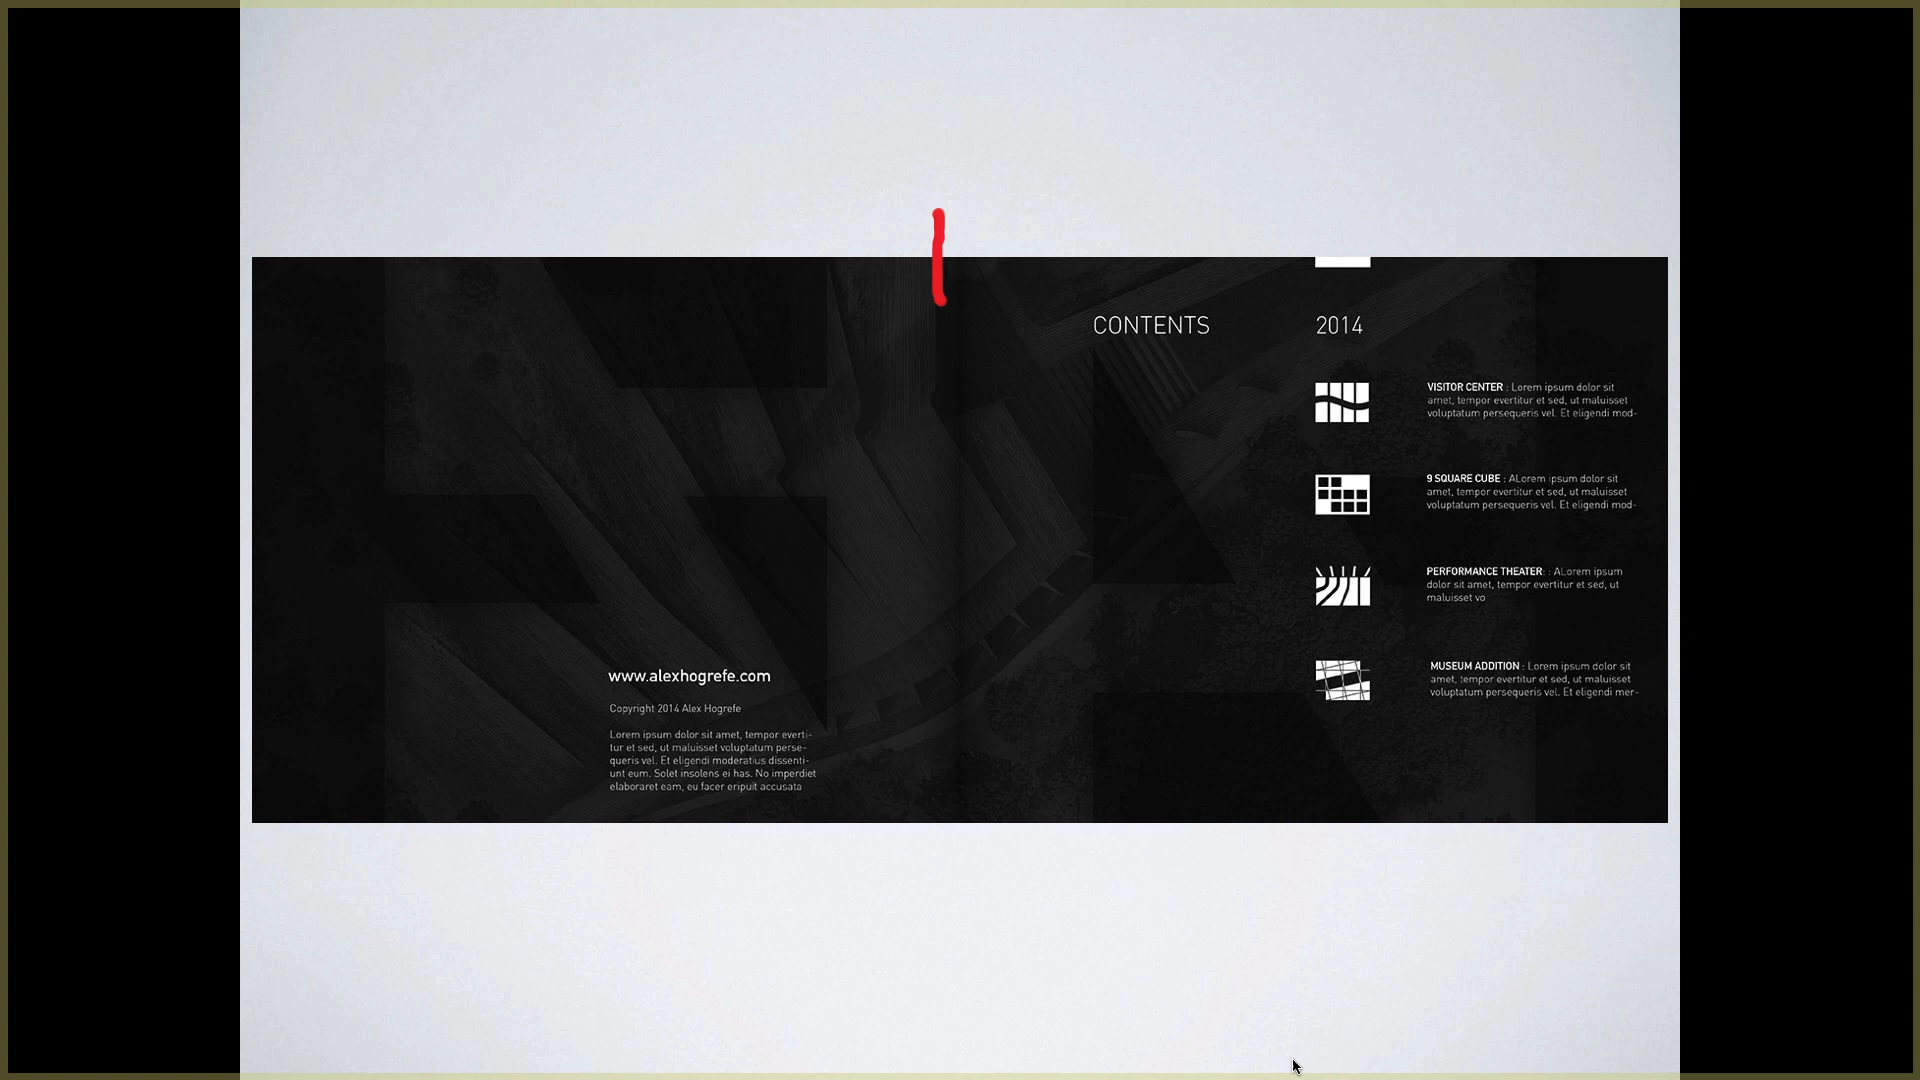 CONTENTS
2014
VISITOR CENTER : Lorem ipsum dolor sit
amet, tempor evertitur et sed, ut maluisset
voluptatum persequeris vel. Et eligendi mod-
9 SQUARE CUBE : ALorem ipsum dolor sit
amet, tempor evertitur et sed, ut maluisset
voluptatum persequeris vel. Et eligendi mod-
PERFORMANCE THEATER: : ALorem ipsum
dolor sit amet, tempor evertitur et sed, ut
maluisset vo
MUSEUM ADDITION : Lorem ipsum dolor sit
amet, tempor evertitur et sed, ut maluisset
voluptatum persequeris vel. Et eligendi mer-
www.alexhogrefe.com
Copyright 2014 Alex Hogrefe
Lorem ipsum dolor sit amet, tempor everti-
tur et sed, ut maluisset voluptatum perse-
queris vel. Et eligendi moderatius dissenti-
unt eum. Solet insolens ei has. No imperdiet
elaboraret eam, eu facer eripuit accusata